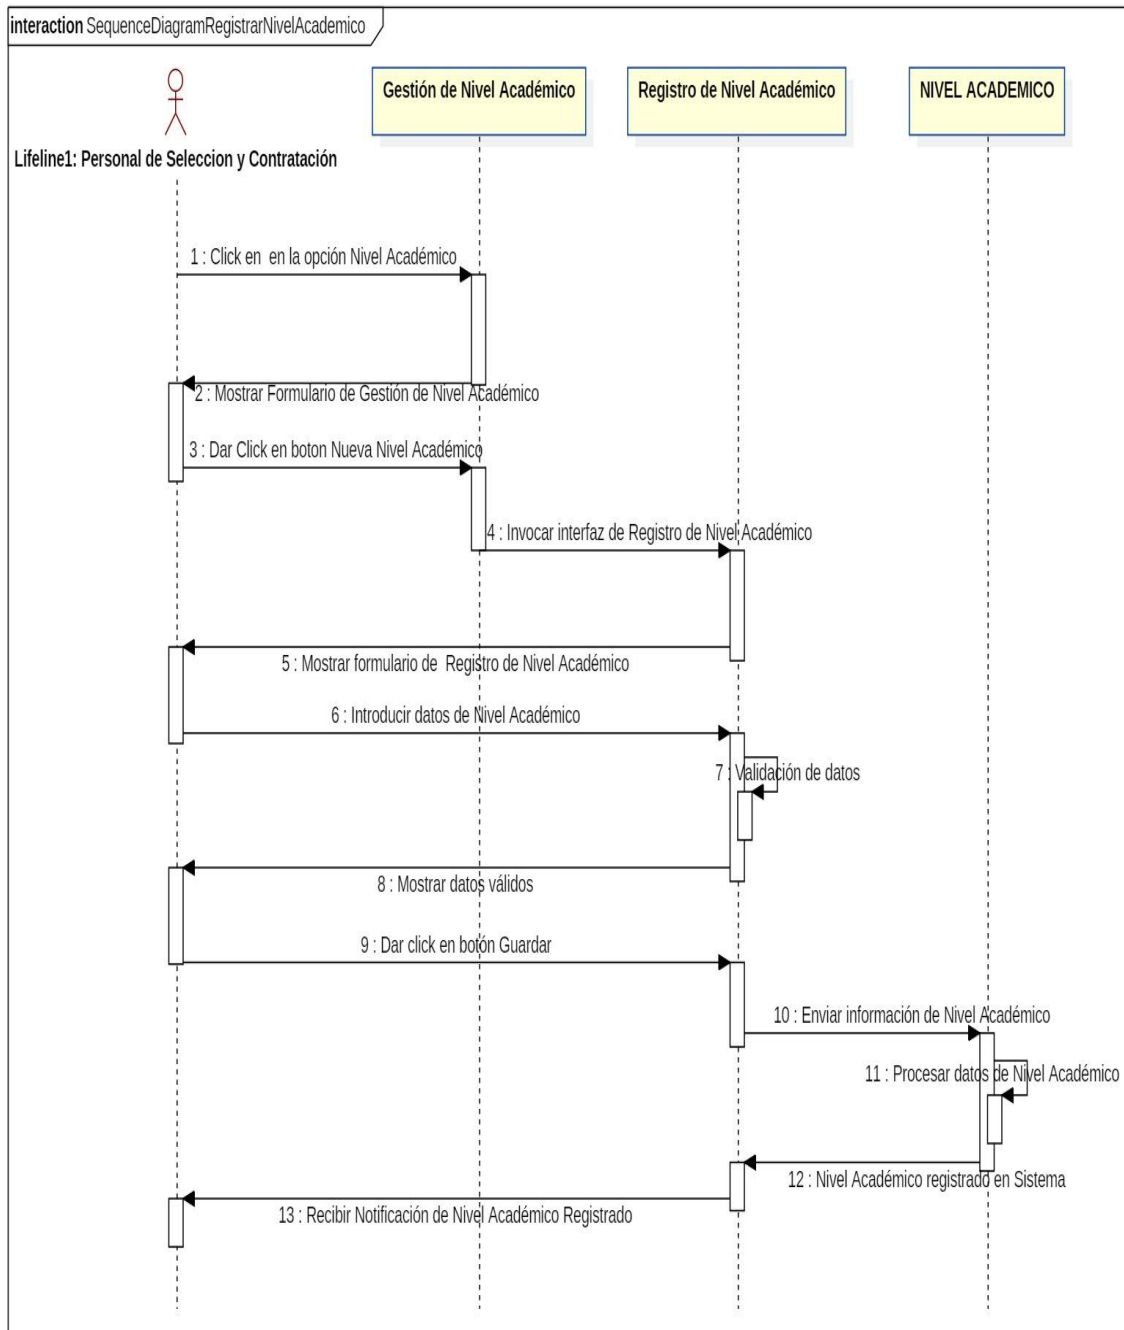 interaction SequenceDiagramRegistrarNivelAcademico
Gestión de Nivel Académico
Registro de Nivel Académico
NIVEL ACADEMICO
Lifeline1: Personal de Seleccion y Contratación
1 : Click en  en la opción Nivel Académico
2 : Mostrar Formulario de Gestión de Nivel Académico
3 : Dar Click en boton Nueva Nivel Académico
4 : Invocar interfaz de Registro de Nivel Académico
5 : Mostrar formulario de  Registro de Nivel Académico
6 : Introducir datos de Nivel Académico
7 : Validación de datos
8 : Mostrar datos válidos
9 : Dar click en botón Guardar
10 : Enviar información de Nivel Académico
11 : Procesar datos de Nivel Académico
12 : Nivel Académico registrado en Sistema
13 : Recibir Notificación de Nivel Académico Registrado